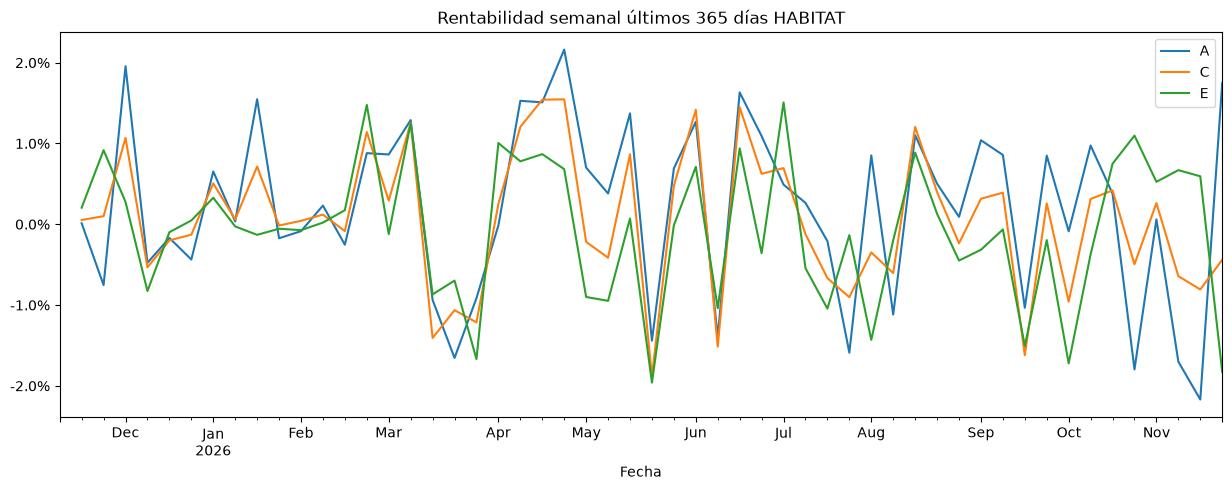 Rentabilidad semanal últimos 365 días HABITAT
A
C
E
2.0%
1.0%
0.0%
-1.0%
-2.0%
Dec Jan Feb Mar Apr May Jun Jul Aug Sep Oct Nov
2026
Fecha